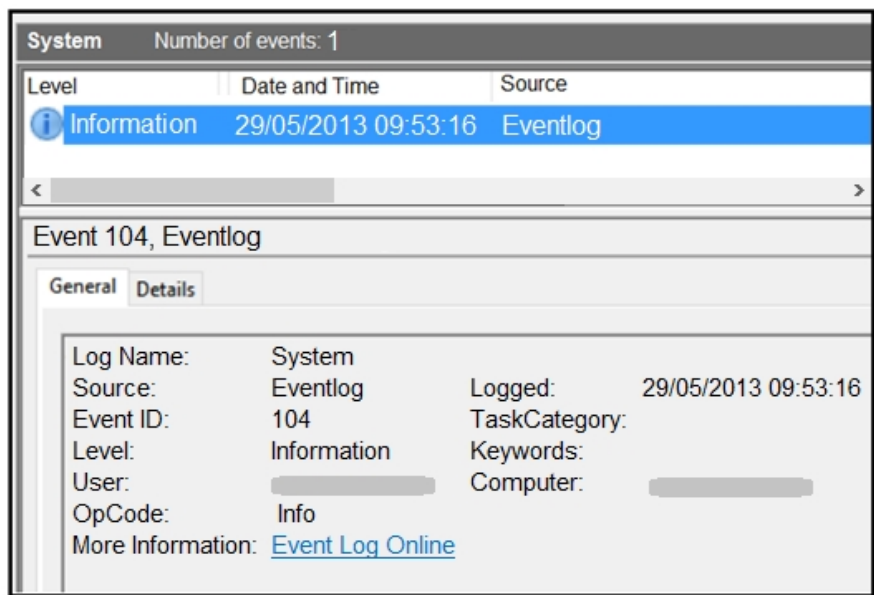 System Number of events: 1
Level Date and Time Source
Information 29/05/2013 09:53:16 Eventlog
Event 104, Eventlog
General Details
Log Name: System
Source: Eventlog Logged: 29/05/2013 09:53:16
Event ID: 104 TaskCategory:
Level: Information Keywords:
User: Computer:
OpCode: Info
More Information: Event Log Online